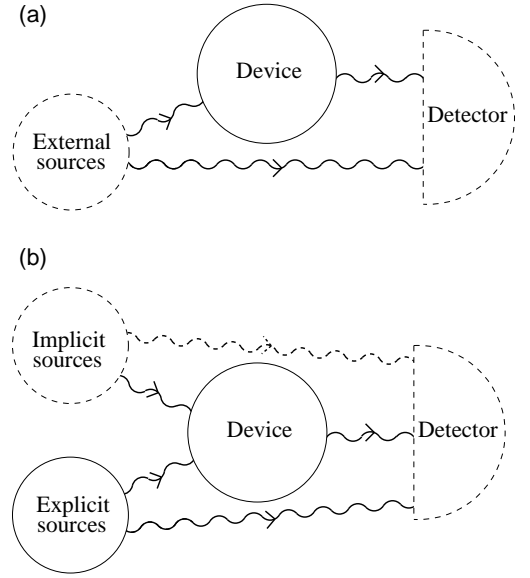 (a)
Device
Detector
External
sources
(b)
Implicit
sources
Device
Detector
Explicit
sources